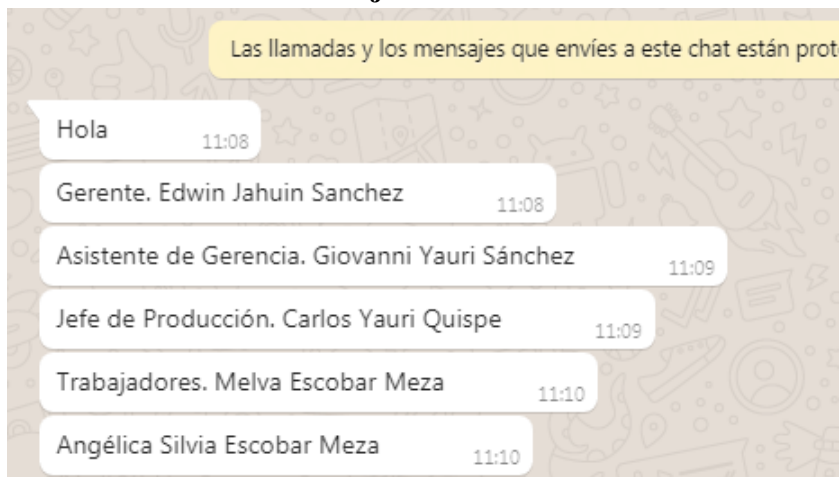 Las llamadas y los mensajes que envíes a este chat están
Hola
11:08
Gerente. Edwin Jahuin Sanchez
11:08
Asistente de Gerencia. Giovanni Yauri Sánchez
11:09
Jefe de Producción. Carlos Yauri Quispe
11:09
Trabajadores. Melva Escobar Meza
11:10
Angélica Silvia Escobar Meza
11:10